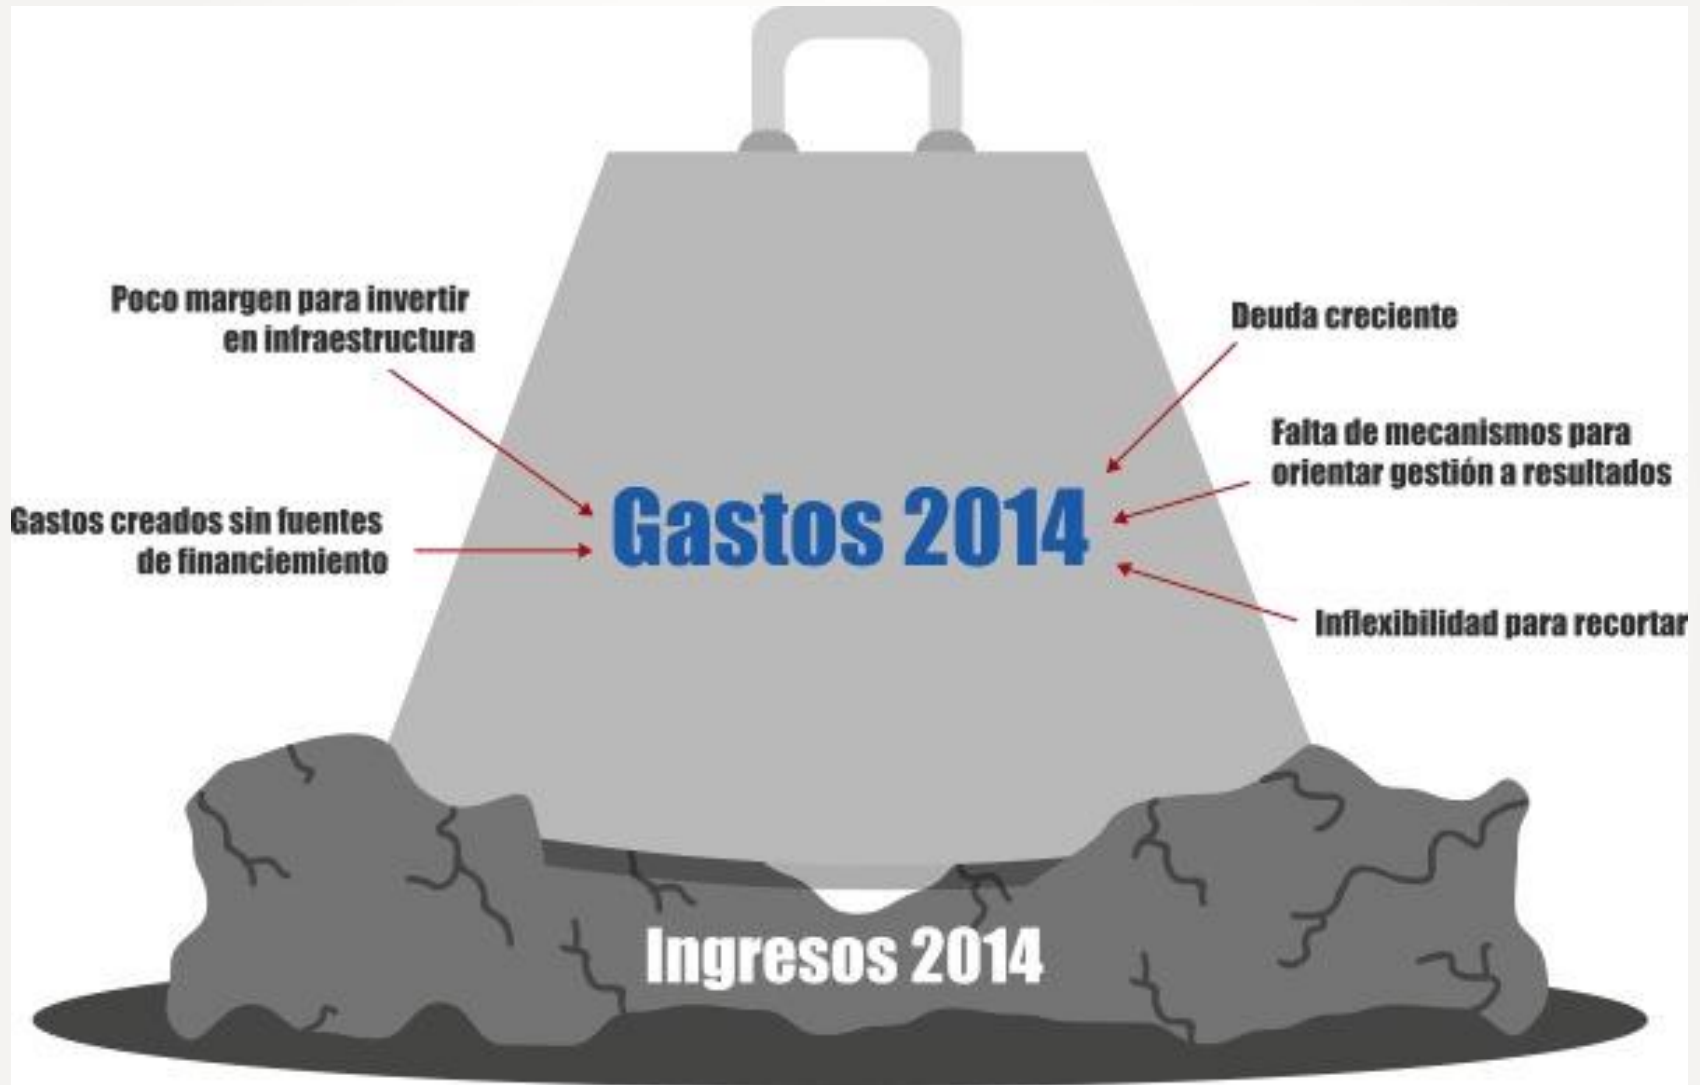 Poco margen para invertir
en infraestructura
Gastos creados sin fuentes
de financiemiento
Gastos 2014
Deuda creciente
Falta de mecanismos para
orientar gestión a resultados
Inflexibilidad para recortar
Ingresos 2014